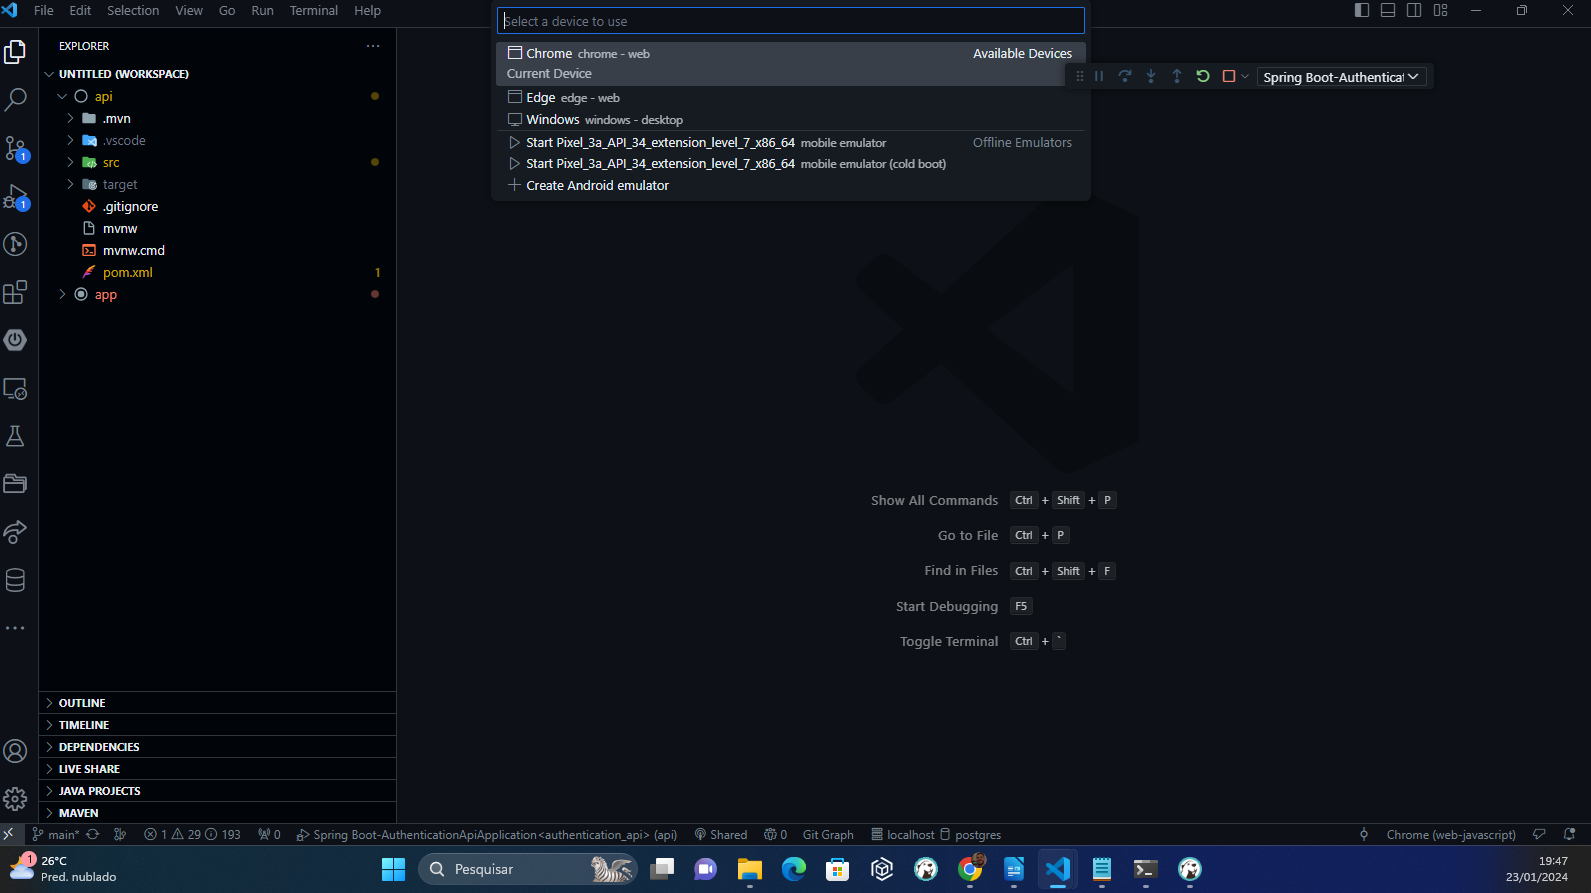 File Edit Selection View Go Run Terminal Help
Select a device to use
Chrome chrome - web Available Devices
Current Device
Edge edge - web
Windows windows - desktop
Start Pixel_3a_API_34_extension_level_7_x86_64 mobile emulator Offline Emulators
Start Pixel_3a_API_34_extension_level_7_x86_64 mobile emulator (cold boot)
Create Android emulator
Spring Boot-Authenticat
EXPLORER
UNTITLED (WORKSPACE)
api
.mvn
.vscode
src
target
.gitignore
mvnw
mvnw.cmd
pom.xml 1
app
1
1
Show All Commands Ctrl + Shift + P
Go to File Ctrl + P
Find in Files Ctrl + Shift + F
Start Debugging F5
Toggle Terminal Ctrl + `
OUTLINE
TIMELINE
DEPENDENCIES
LIVE SHARE
JAVA PROJECTS
MAVEN
main* 1 29 193 0 Spring Boot-AuthenticationApiApplication<authentication_api> (api) Shared 0 Git Graph localhost postgres Chrome (web-javascript)
1 26°C
Pred. nublado
Pesquisar
19:47
23/01/2024